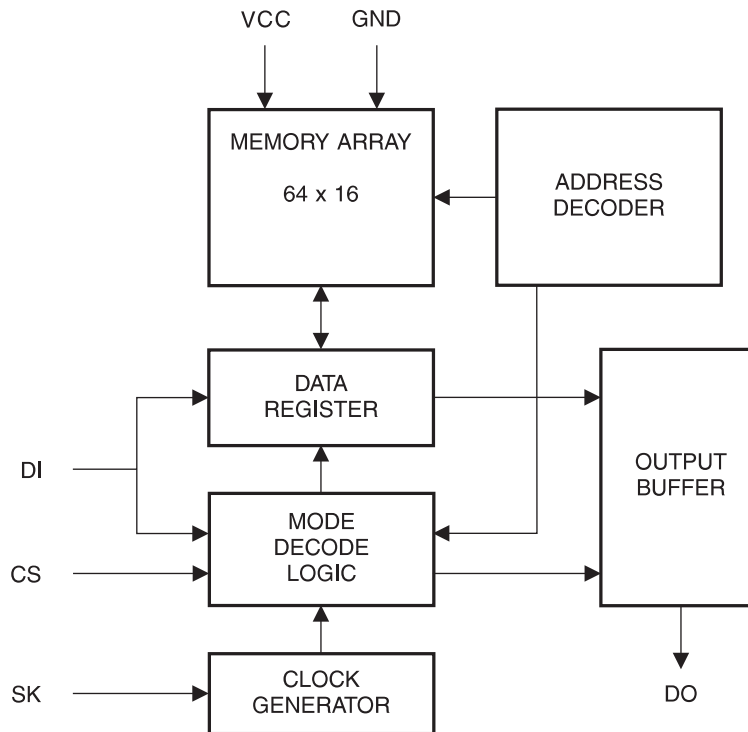 VCC
GND
MEMORY ARRAY
64 x 16
ADDRESS
DECODER
DATA
REGISTER
DI
OUTPUT
BUFFER
MODE
DECODE
LOGIC
CS
CLOCK
GENERATOR
SK
DO